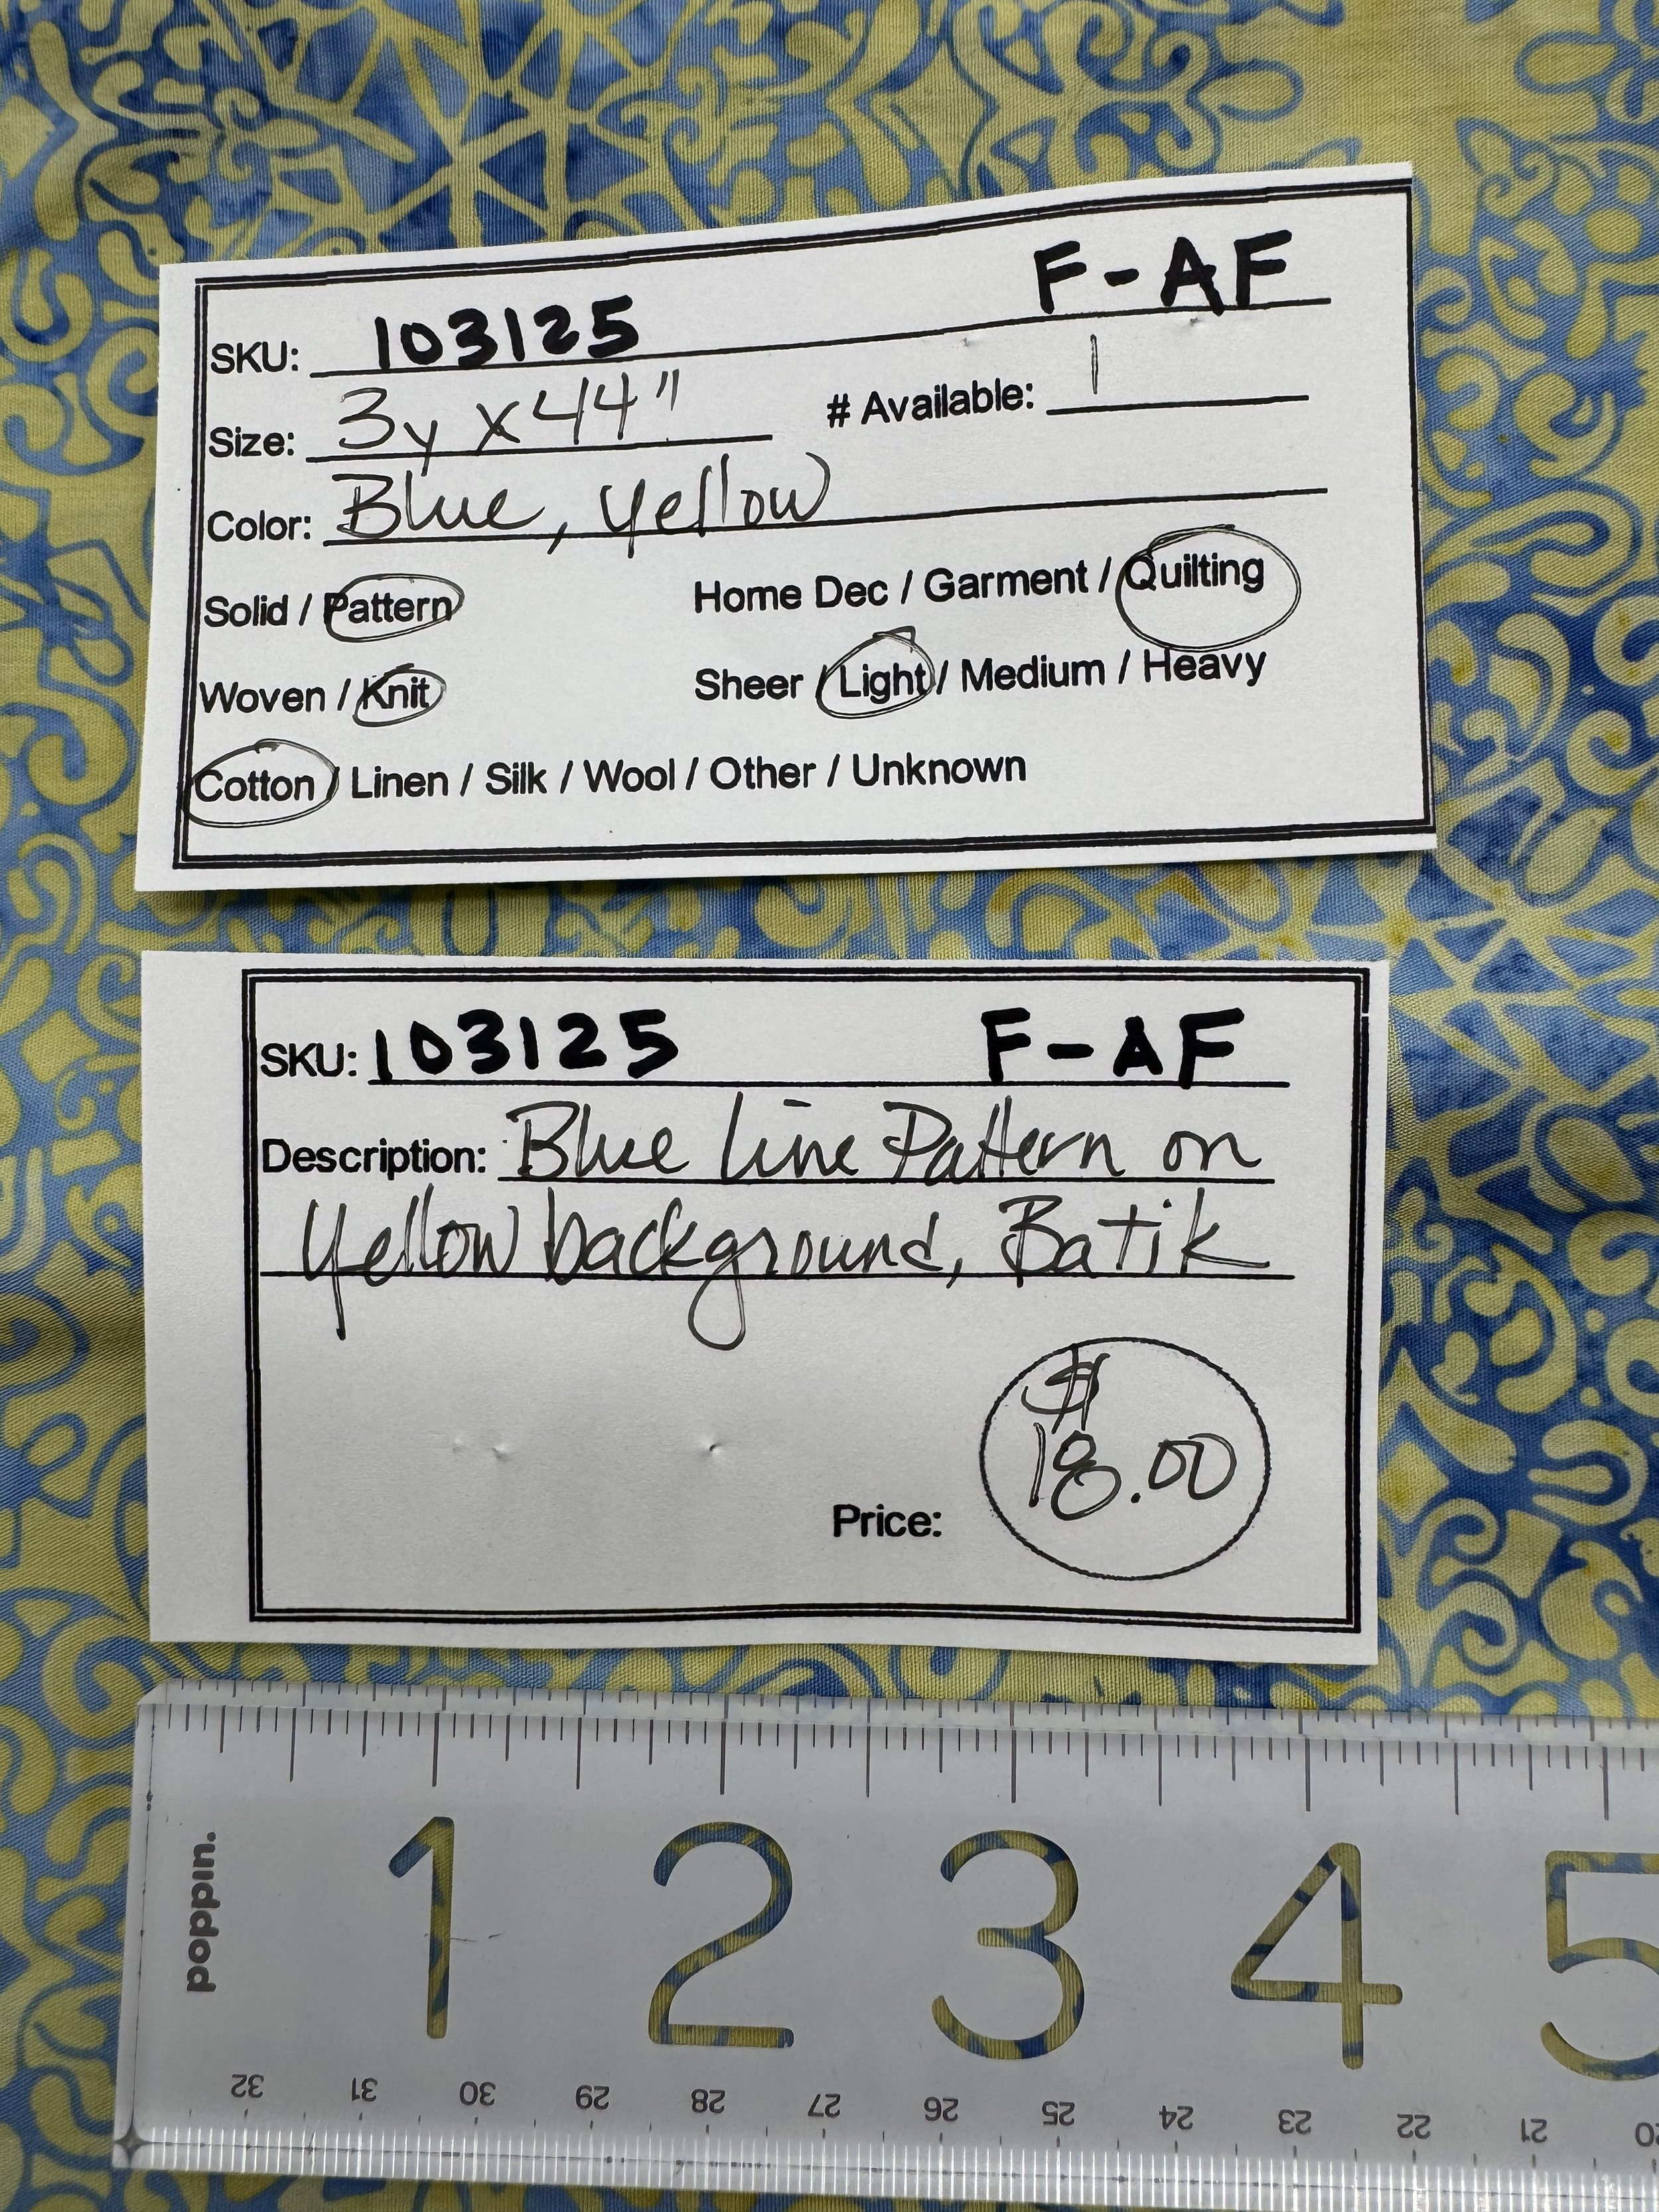 SKU: 103125 F-AF
Size: 3y x 44" # Available: 1
Color: Blue, yellow
Solid / Pattern Home Dec / Garment / Quilting
Woven / Knit Sheer / Light / Medium / Heavy
Cotton / Linen / Silk / Wool / Other / Unknown
SKU: 103125 F-AF
Description: Blue line Pattern on
Yellow background, Batik
$
18.00
Price:
poppin.
1 2 3 4 5
32 31 30 29 28 27 26 25 24 23 22 21 20